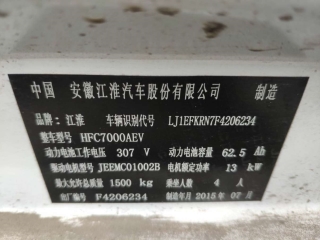 中国 安徽江淮汽车股份有限公司 制造
品牌：江淮 车辆识别代号 LJ1EFKRN7F4206234
整车型号 HFC7000AEV
动力电池工作电压 307 V 动力电池容量 62.5 Ah
驱动电机型号 JEEMC01002B 电机额定功率 13 kW
最大允许总质量 1500 kg 乘坐人数 4 人
出厂编号 F4206234 制造年月 2015年 07月